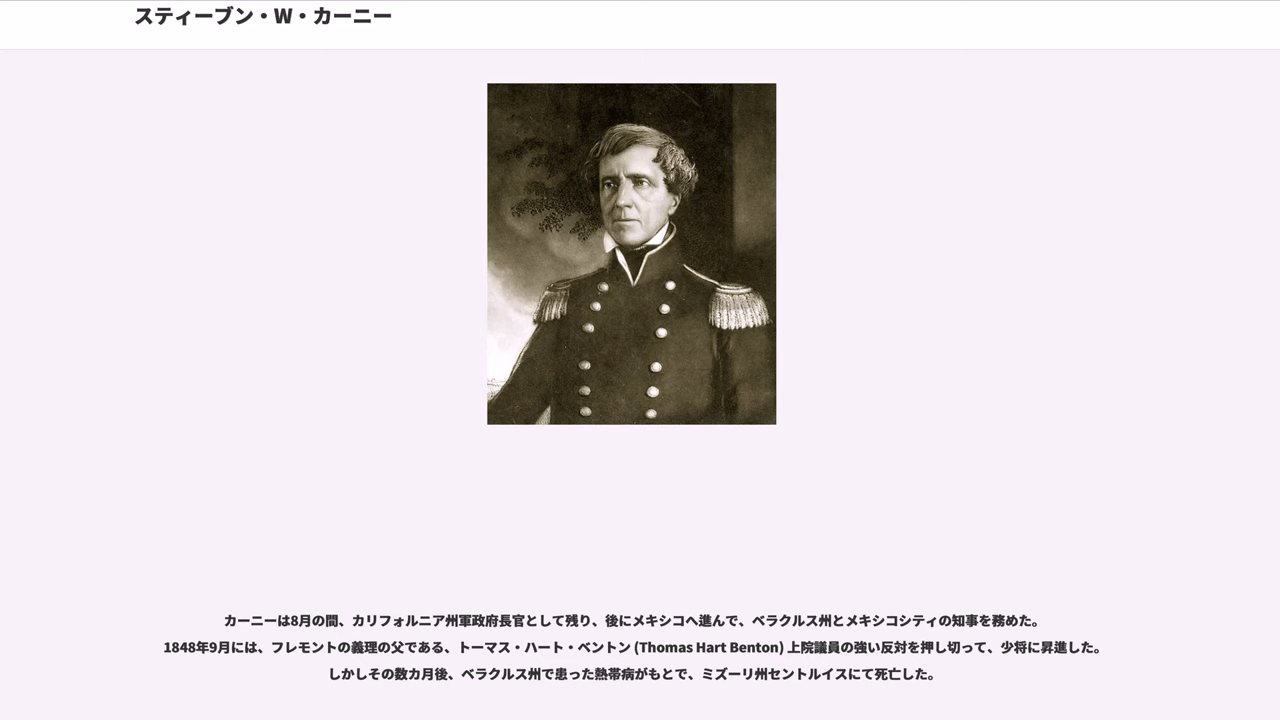 スティーブン・W・カーニー
カーニーは8月の間、カリフォルニア州軍政府長官として残り、後にメキシコへ進んで、ベラクルス州とメキシコシティの知事を務めた。
1848年9月には、フレモントの義理の父である、トーマス・ハート・ベントン (Thomas Hart Benton) 上院議員の強い反対を押し切って、少将に昇進した。
しかしその数カ月後、ベラクルス州で患った熱帯病がもとで、ミズーリ州セントルイスにて死亡した。